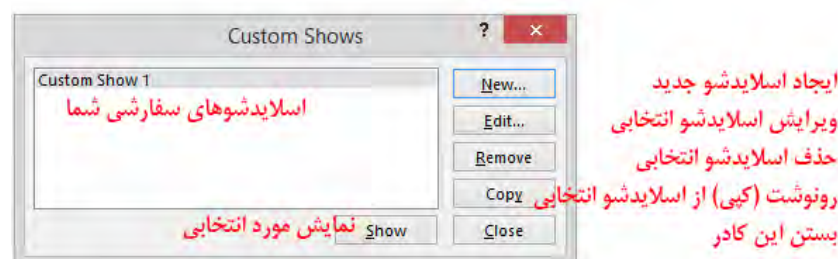 Custom Shows ? ×
Custom Show 1
New... ایجاد اسلایدشو جدید
اسلایدشوهای سفارشی شما
Edit... ویرایش اسلایدشو انتخابی
Remove حذف اسلایدشو انتخابی
Copy رونوشت (کپی) از اسلایدشو انتخابی
نمایش مورد انتخابی Show
Close بستن این کادر